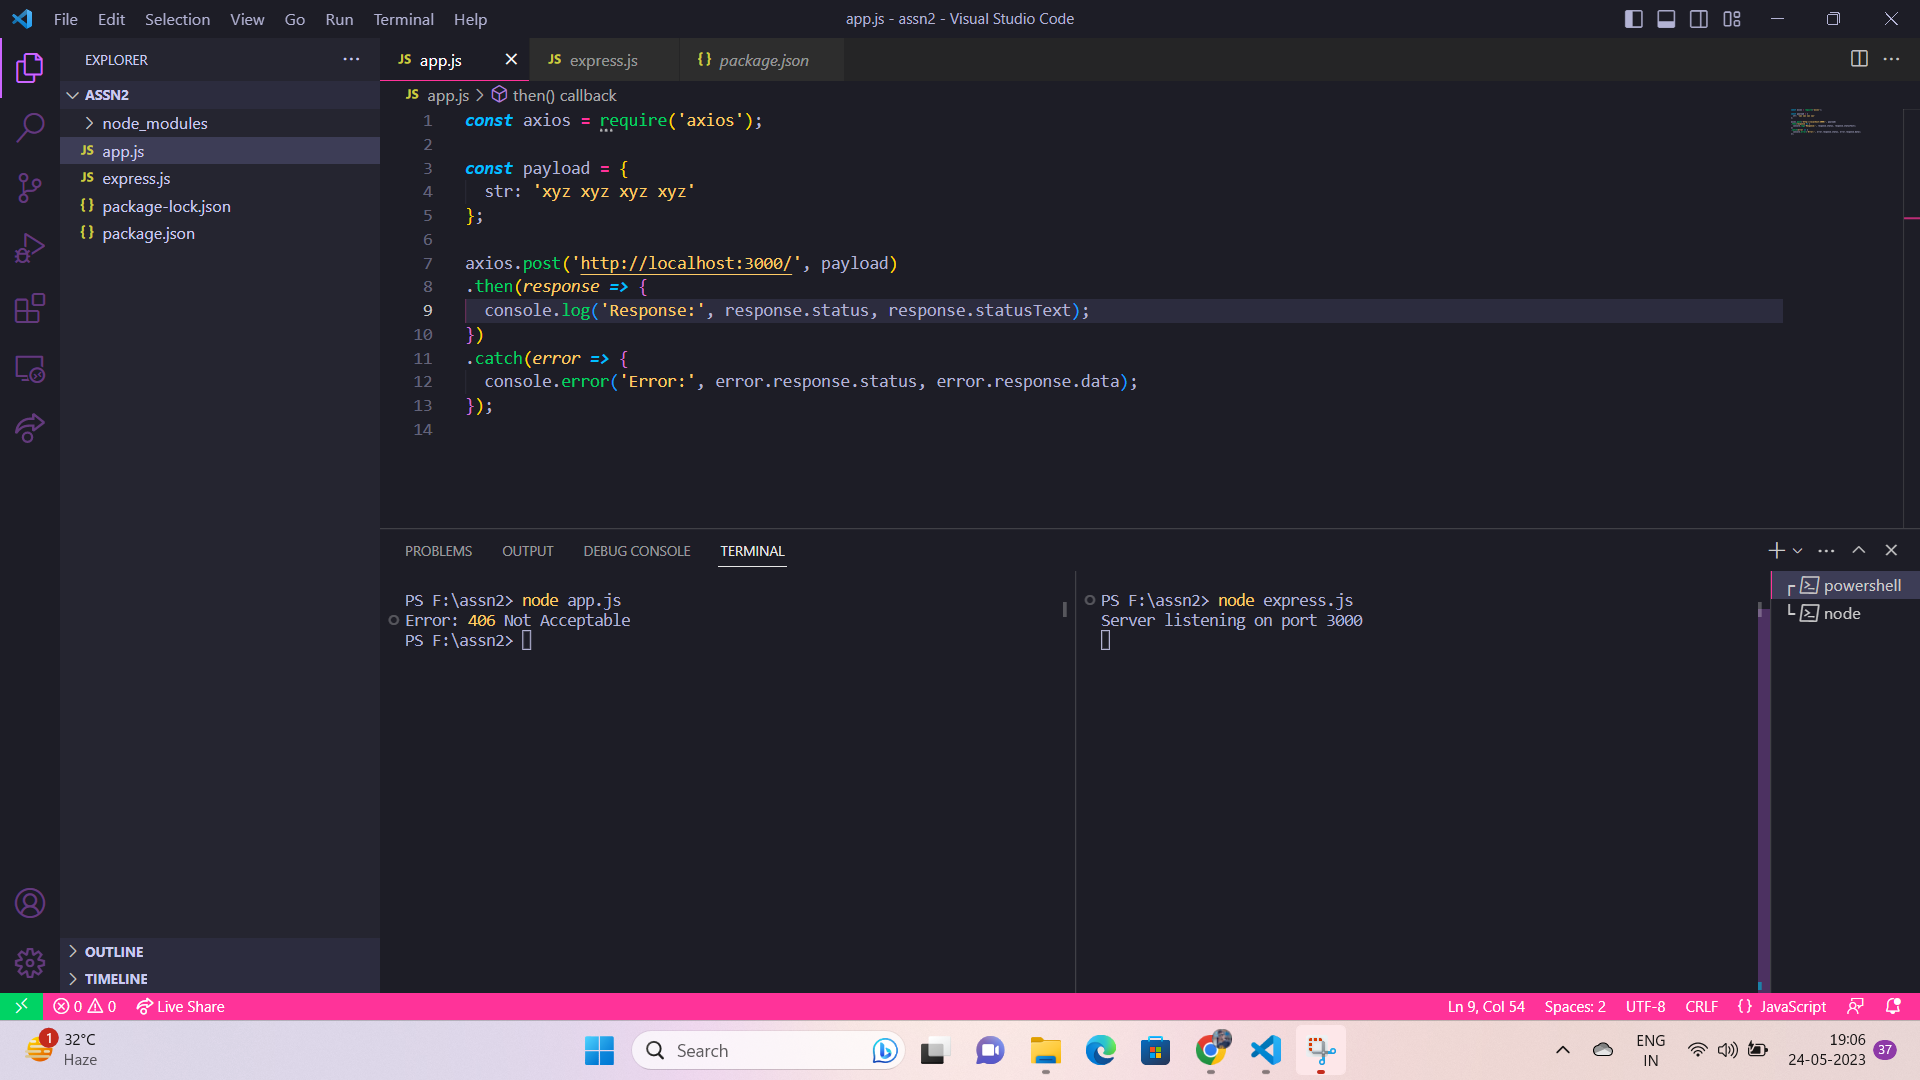 File Edit Selection View Go Run Terminal Help
app.js - assn2 - Visual Studio Code
EXPLORER
ASSN2
node_modules
JS app.js
JS express.js
{} package-lock.json
{} package.json
OUTLINE
TIMELINE
JS app.js
JS express.js
{} package.json
JS app.js > then() callback
1 const axios = require('axios');
2
3 const payload = {
4 str: 'xyz xyz xyz xyz'
5 };
6
7 axios.post('http://localhost:3000/', payload)
8 .then(response => {
9 console.log('Response:', response.status, response.statusText);
10 })
11 .catch(error => {
12 console.error('Error:', error.response.status, error.response.data);
13 });
14
PROBLEMS OUTPUT DEBUG CONSOLE TERMINAL
PS F:\assn2> node app.js
Error: 406 Not Acceptable
PS F:\assn2>
PS F:\assn2> node express.js
Server listening on port 3000
powershell
node
0 0 Live Share
Ln 9, Col 54 Spaces: 2 UTF-8 CRLF {} JavaScript
1
32°C
Haze
Search
ENG
IN
19:06
24-05-2023
37